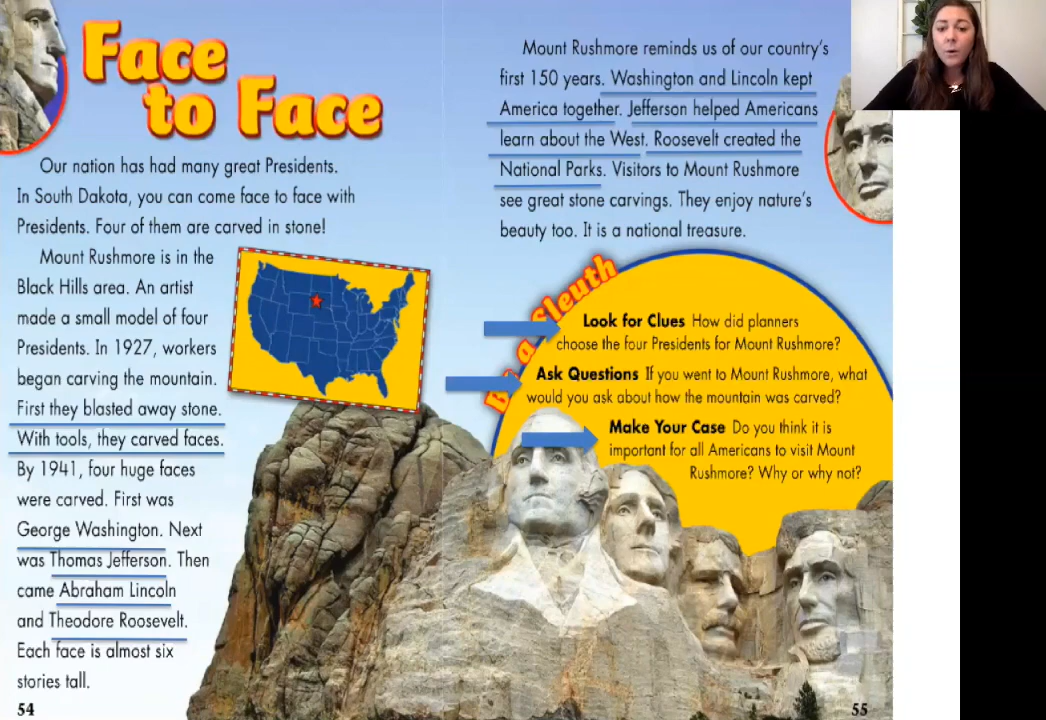 Face
to Face
Our nation has had many great Presidents.
In South Dakota, you can come face to face with
Presidents. Four of them are carved in stone!
Mount Rushmore is in the
Black Hills area. An artist
made a small model of four
Presidents. In 1927, workers
began carving the mountain.
First they blasted away stone.
With tools, they carved faces.
By 1941, four huge faces
were carved. First was
George Washington. Next
was Thomas Jefferson. Then
came Abraham Lincoln
and Theodore Roosevelt.
Each face is almost six
stories tall.
54
Mount Rushmore reminds us of our country's
first 150 years. Washington and Lincoln kept
America together. Jefferson helped Americans
learn about the West. Roosevelt created the
National Parks. Visitors to Mount Rushmore
see great stone carvings. They enjoy nature's
beauty too. It is a national treasure.
Be a Sleuth
Look for Clues How did planners
choose the four Presidents for Mount Rushmore?
Ask Questions If you went to Mount Rushmore, what
would you ask about how the mountain was carved?
Make Your Case Do you think it is
important for all Americans to visit Mount
Rushmore? Why or why not?
55